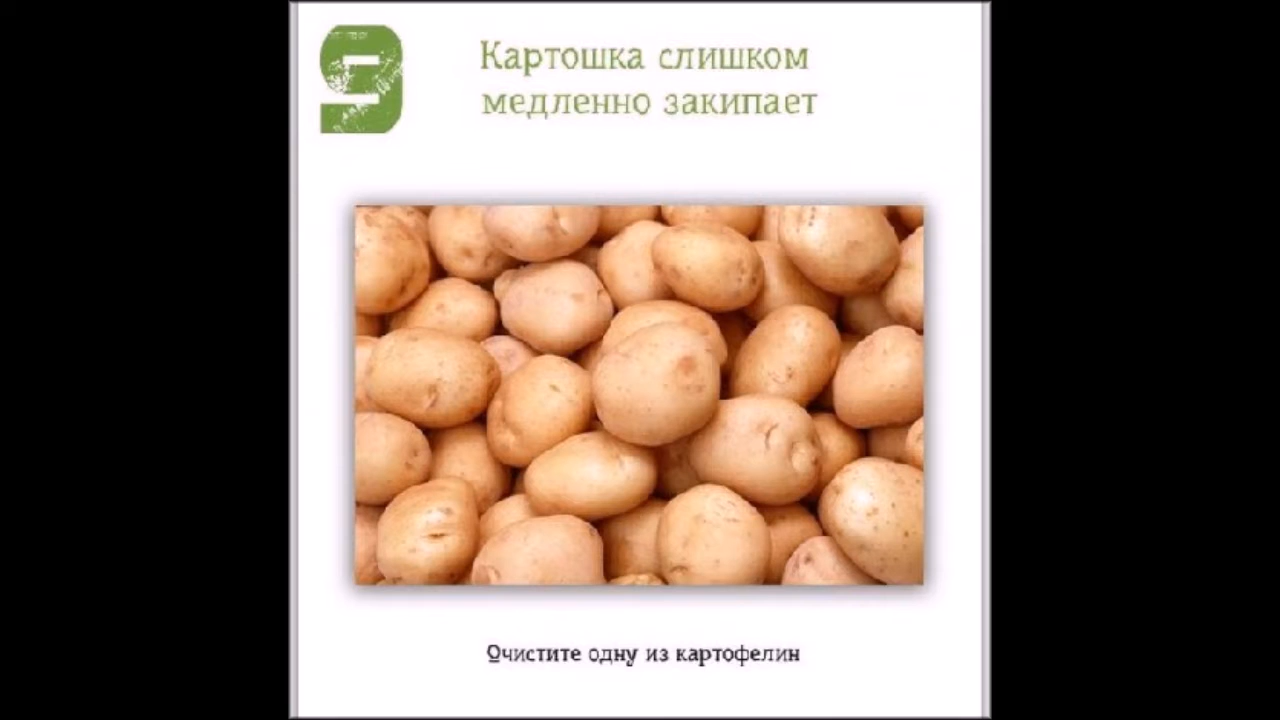 9
Картошка слишком
медленно закипает
Очистите одну из картофелин